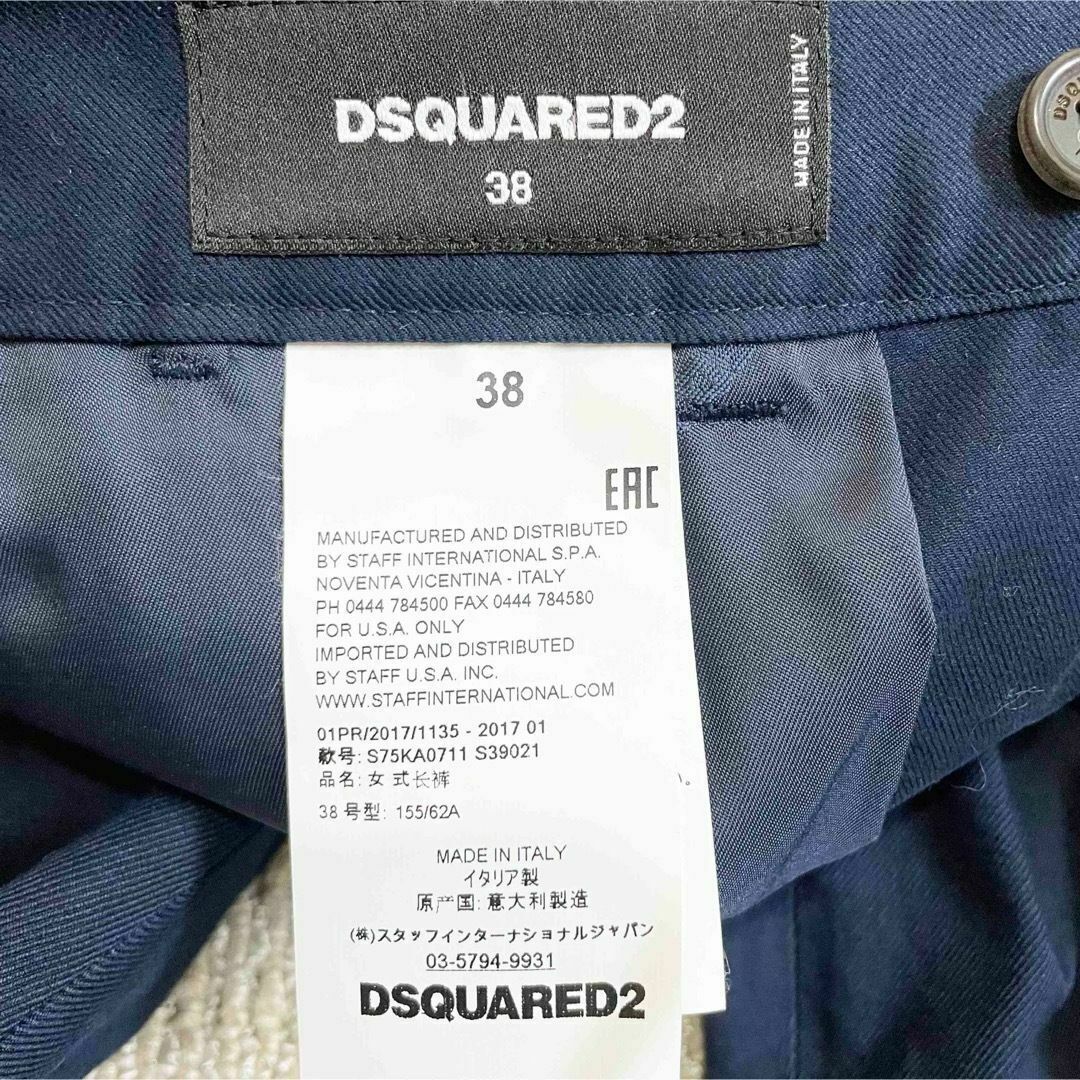 DSQUARED2
38
MADE IN ITALY
DSQ
38
EAC
MANUFACTURED AND DISTRIBUTED
BY STAFF INTERNATIONAL S.P.A.
NOVENTA VICENTINA - ITALY
PH 0444 784500 FAX 0444 784580
FOR U.S.A. ONLY
IMPORTED AND DISTRIBUTED
BY STAFF U.S.A. INC.
WWW.STAFFINTERNATIONAL.COM
01PR/2017/1135 - 2017 01
款号: S75KA0711 S39021
品名: 女 式长裤
38 号型: 155/62A
MADE IN ITALY
イタリア製
原产国: 意大利製造
(株)スタッフインターナショナルジャパン
03-5794-9931
DSQUARED2